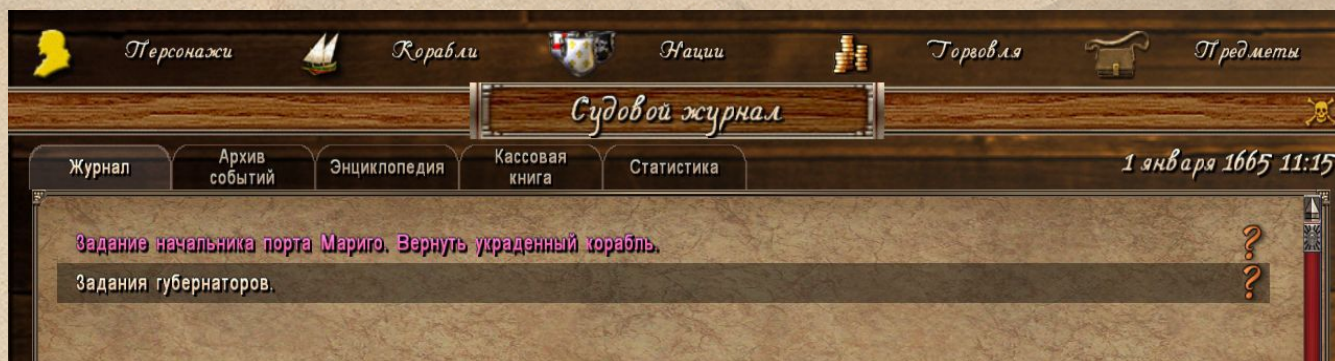 Персонажи Корабли Нации Торговля Предметы
Судовой журнал
Журнал Архив событий Энциклопедия Кассовая книга Статистика 1 января 1665 11:15
Задание начальника порта Мариго. Вернуть украденный корабль. ?
Задания губернаторов. ?